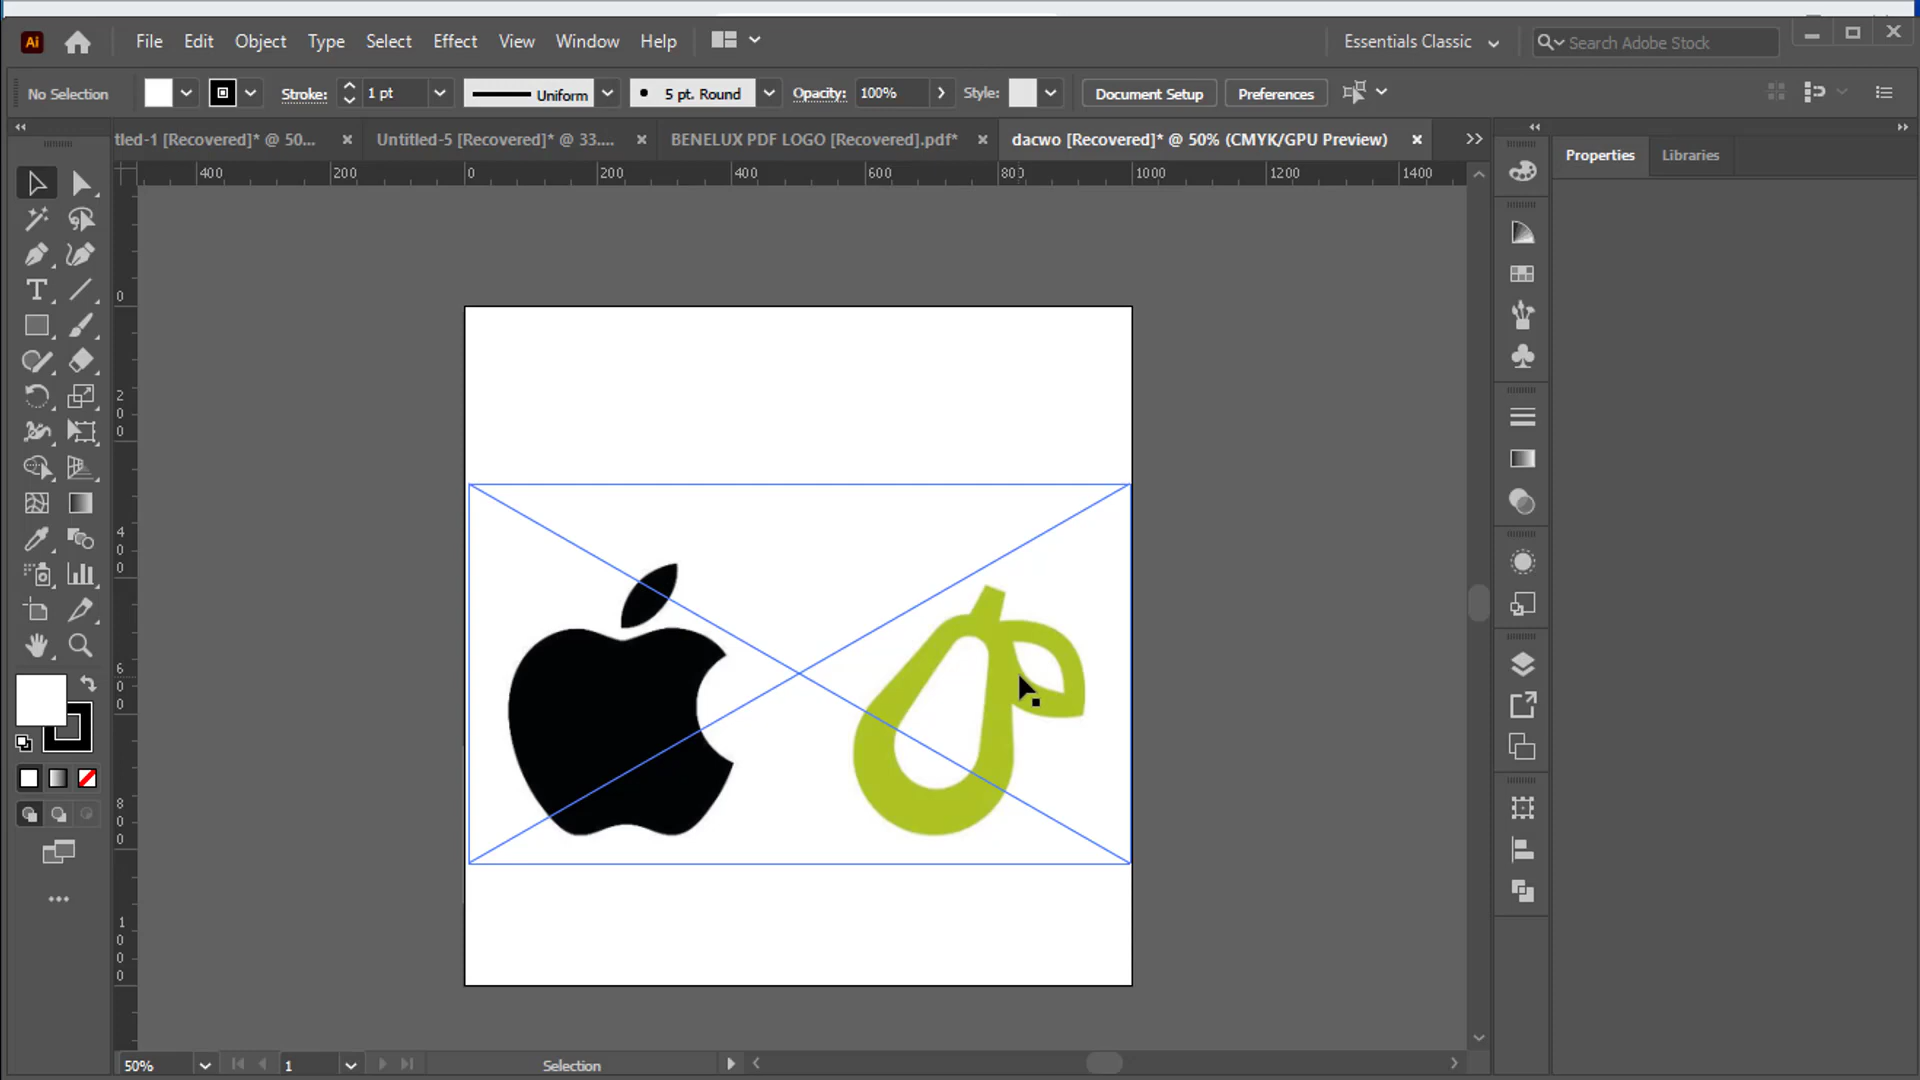 Ai File Edit Object Type Select Effect View Window Help Essentials Classic Search Adobe Stock
No Selection Stroke: 1 pt Uniform 5 pt. Round Opacity: 100% Style: Document Setup Preferences
tled-1 [Recovered]* @ 50... Untitled-5 [Recovered]* @ 33.... BENELUX PDF LOGO [Recovered].pdf* dacwo [Recovered]* @ 50% (CMYK/GPU Preview)
Properties Libraries
400 200 0 200 400 600 800 1000 1200 1400
0
200
400
600
800
1000
50% 1 Selection